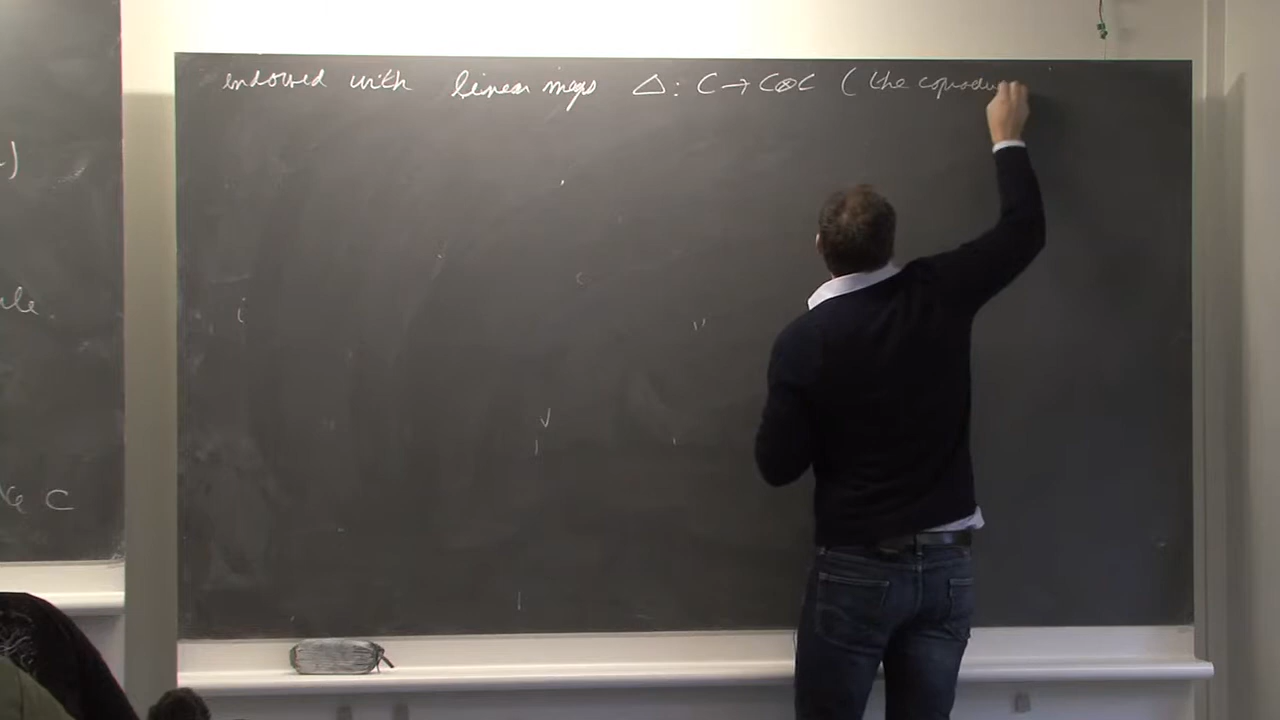 endowed with linear maps Δ: C → C⊗C (the coprodu
i
C